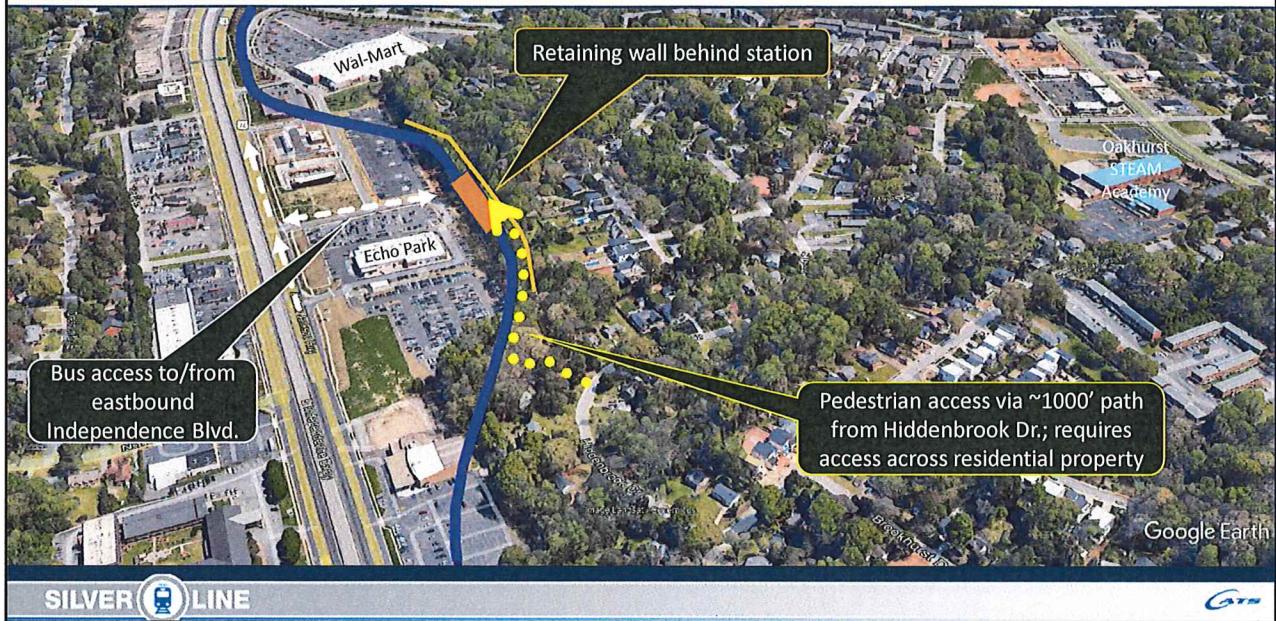 Wal-Mart
Retaining wall behind station
Oakhurst
STEAM
Academy
Echo Park
Bus access to/from
eastbound
Independence Blvd.
Pedestrian access via ~1000' path
from Hiddenbrook Dr.; requires
access across residential property
Google Earth
SILVER LINE
CATS